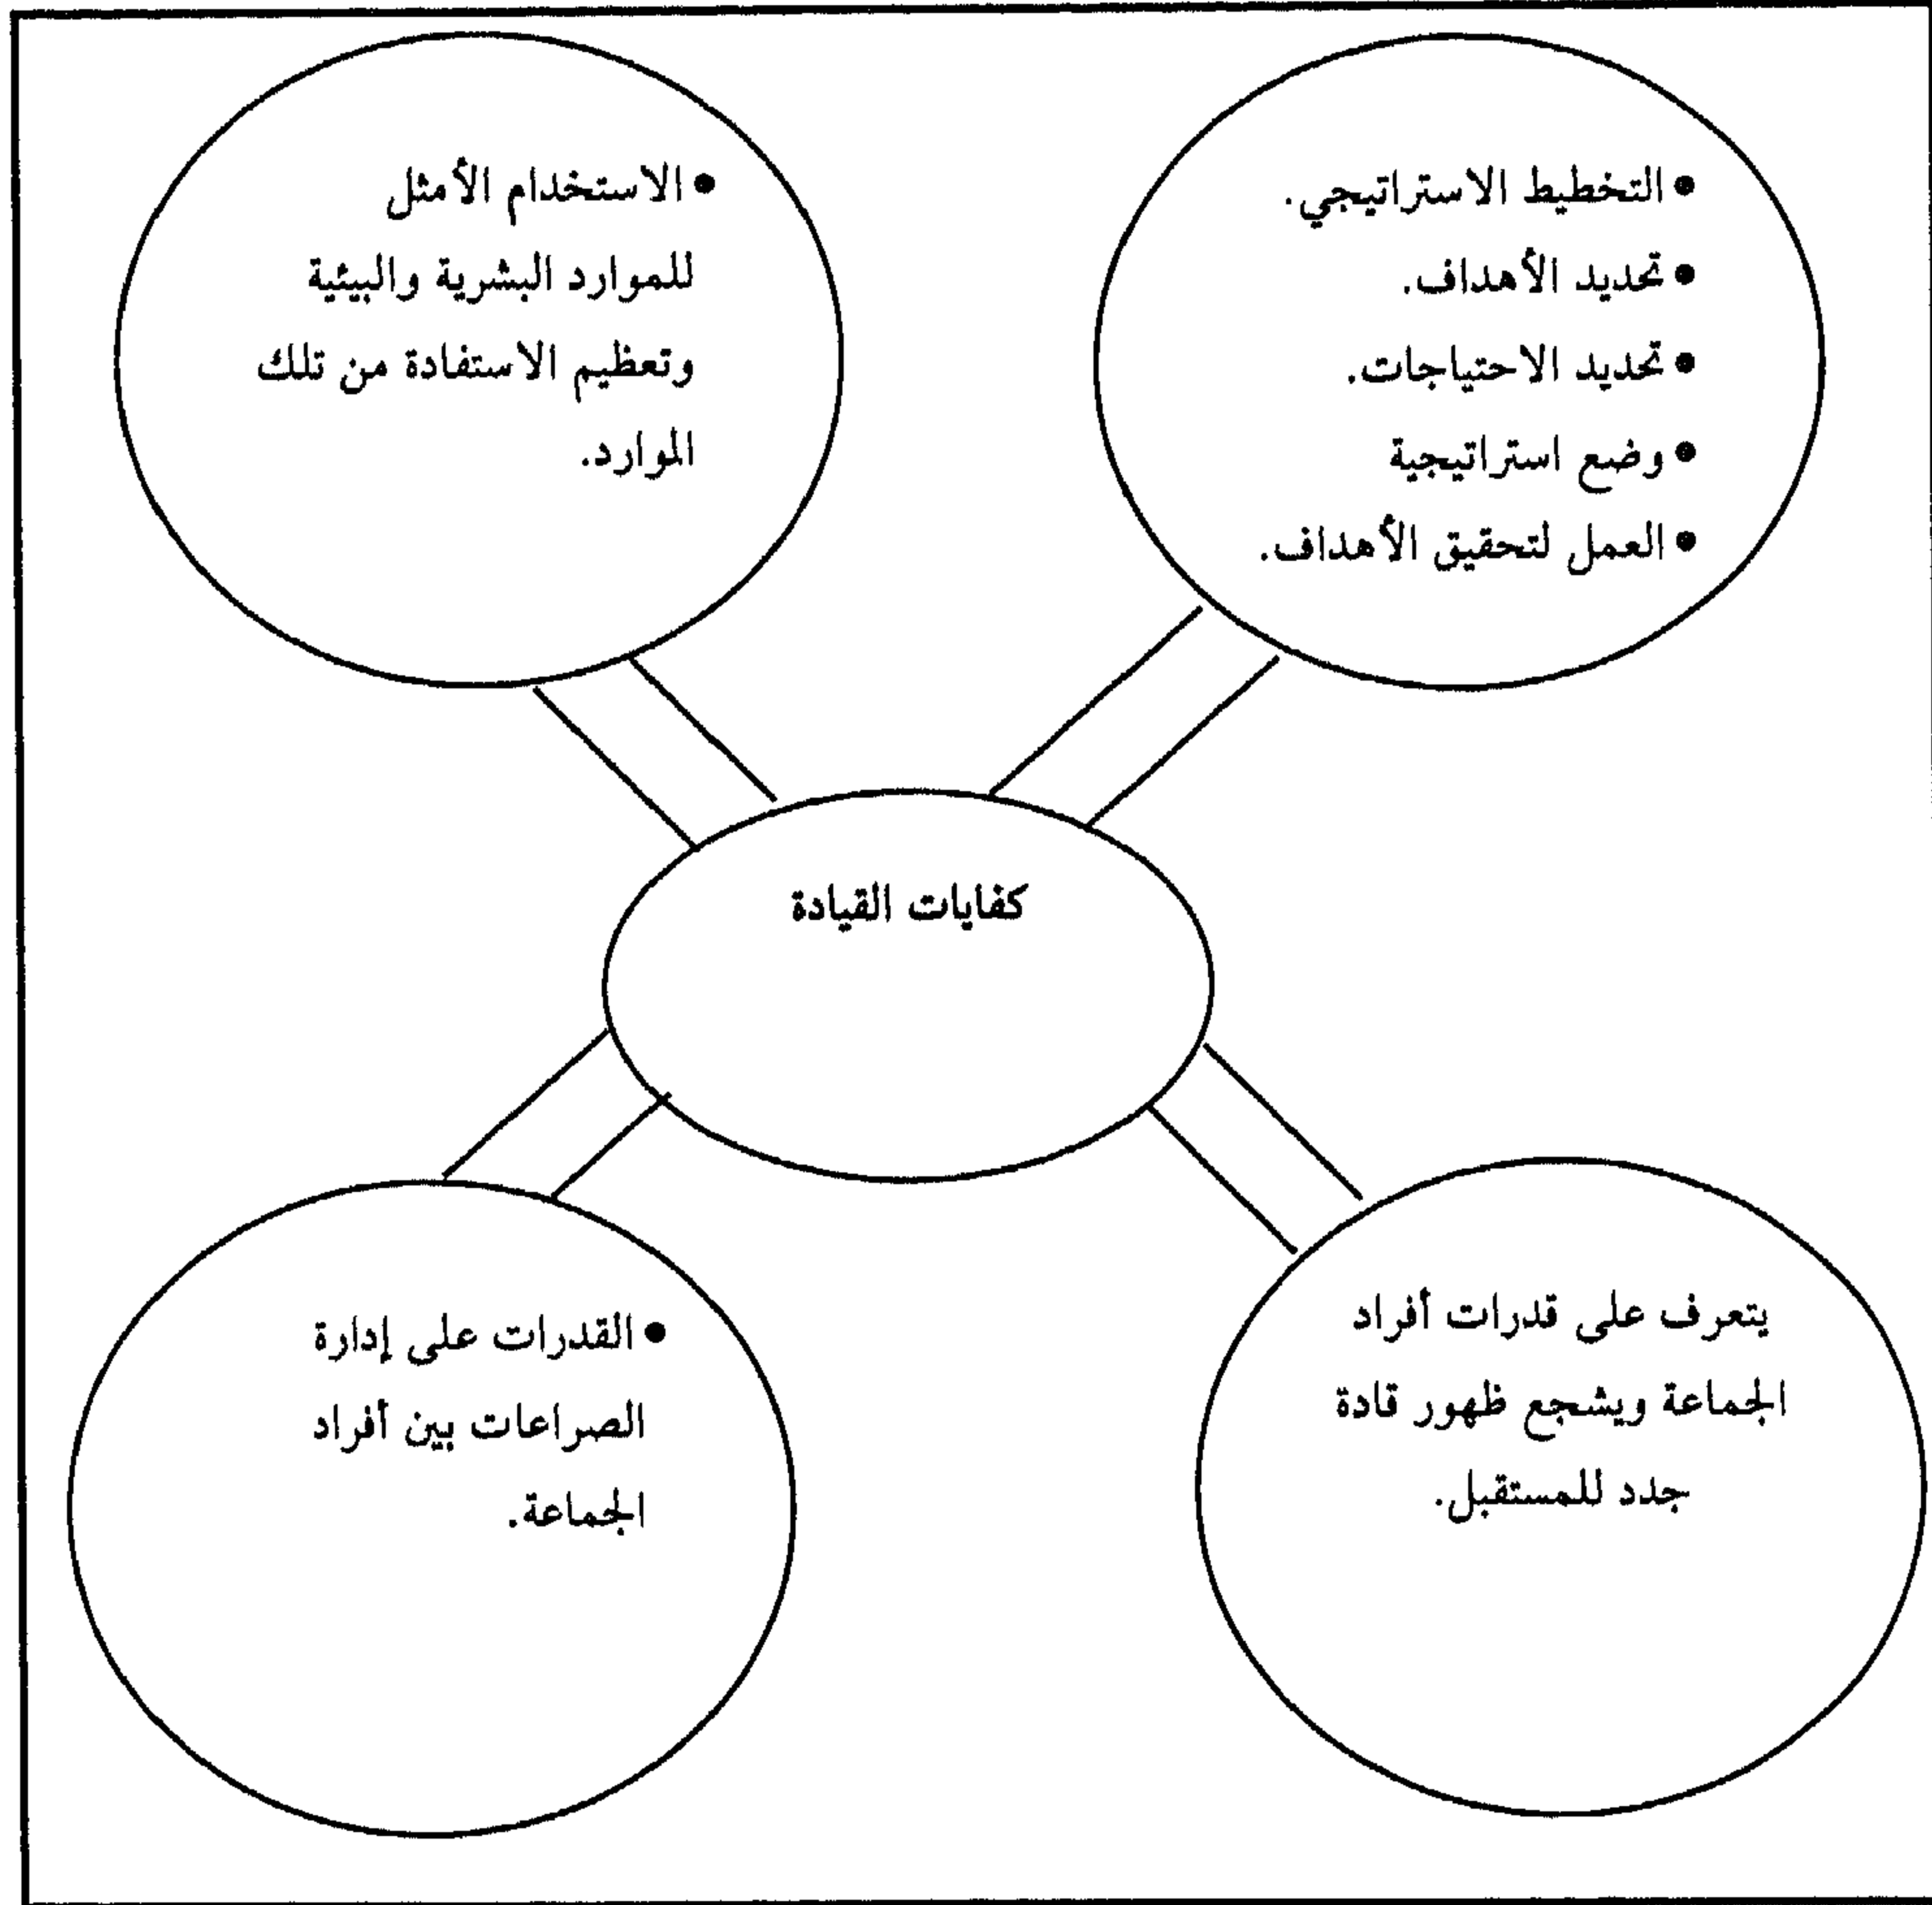 ● التخطيط الاستراتيجي.
● تحديد الأهداف.
● تحديد الاحتياجات.
● وضع استراتيجية
● العمل لتحقيق الأهداف.
● الاستخدام الأمثل
للموارد البشرية والبيئية
وتعظيم الاستفادة من تلك
الموارد.
كفايات القيادة
يتعرف على قدرات أفراد
الجماعة ويشجع ظهور قادة
جدد للمستقبل.
● القدرات على إدارة
الصراعات بين أفراد
الجماعة.